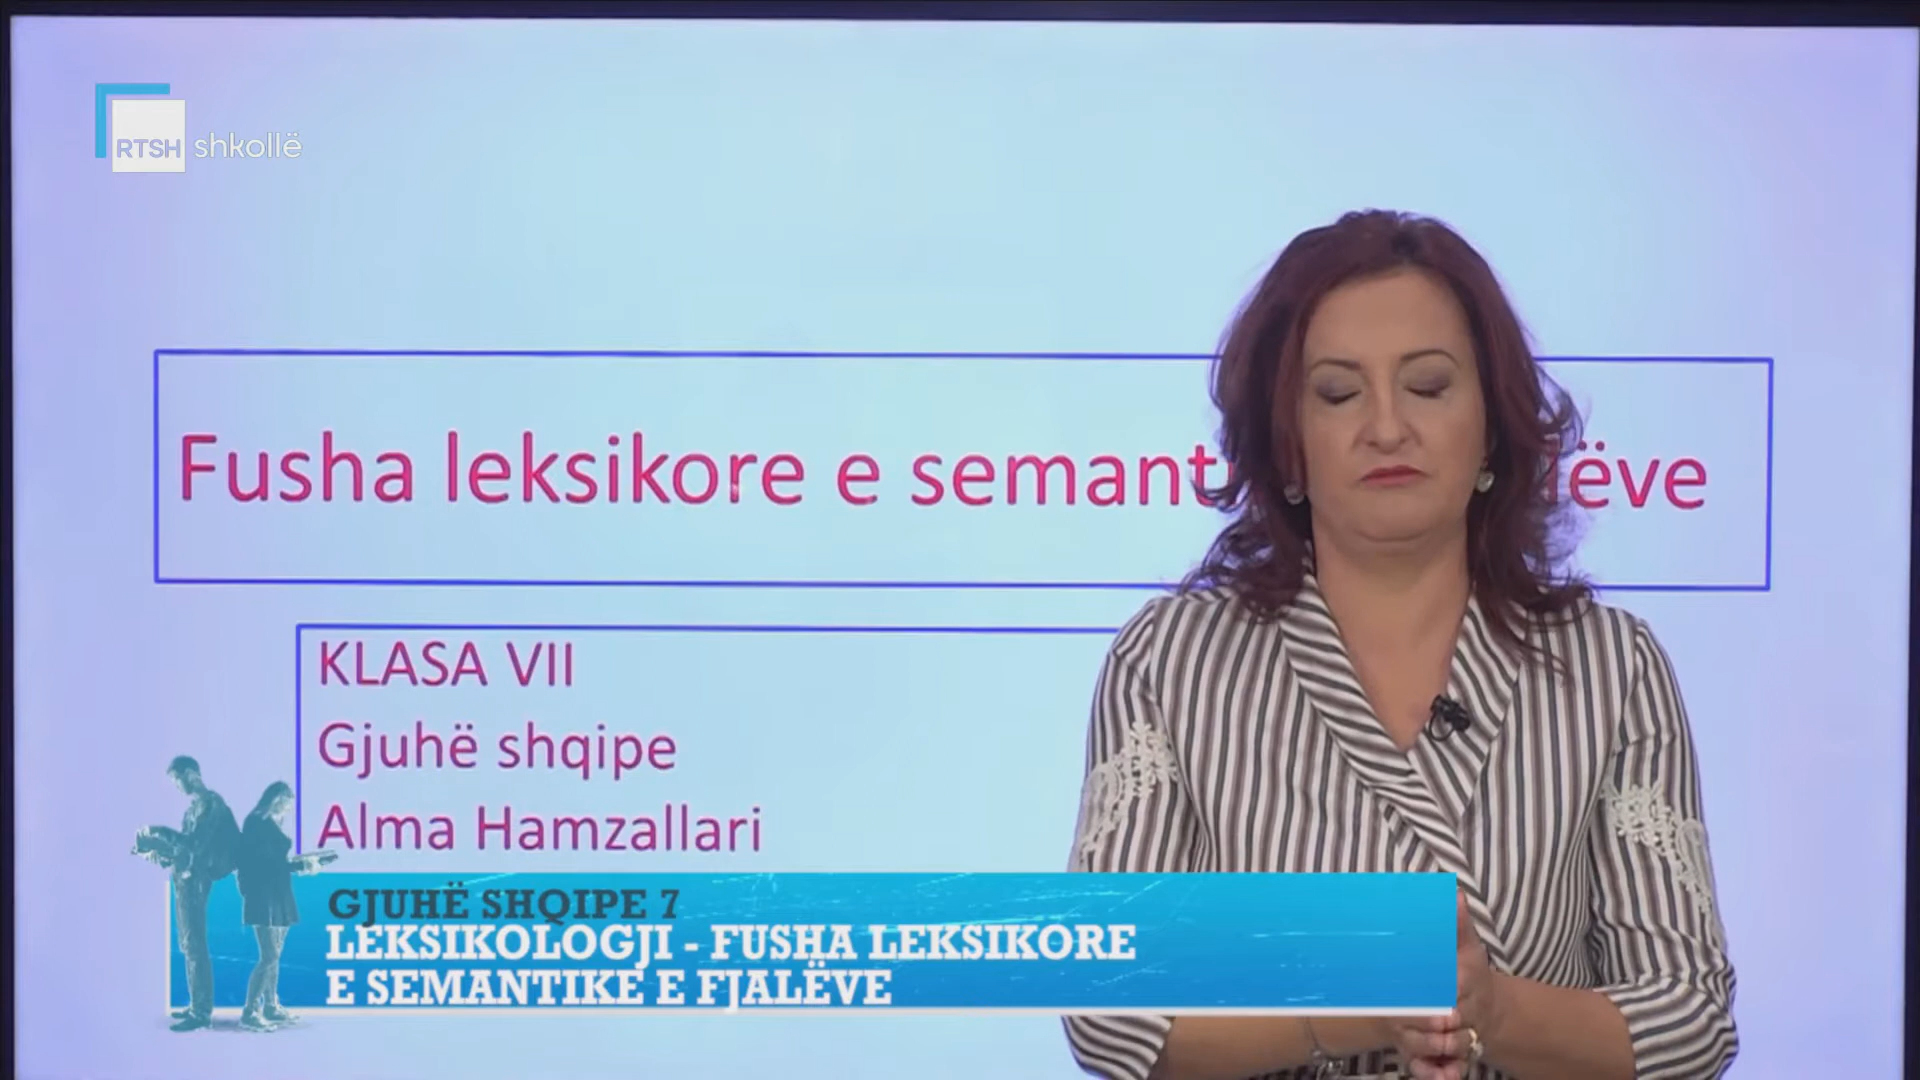 RTSH shkollë
Fusha leksikore e semant lëve
KLASA VII
Gjuhë shqipe
Alma Hamzallari
GJUHË SHQIPE 7
LEKSIKOLOGJI - FUSHA LEKSIKORE
E SEMANTIKE E FJALËVE